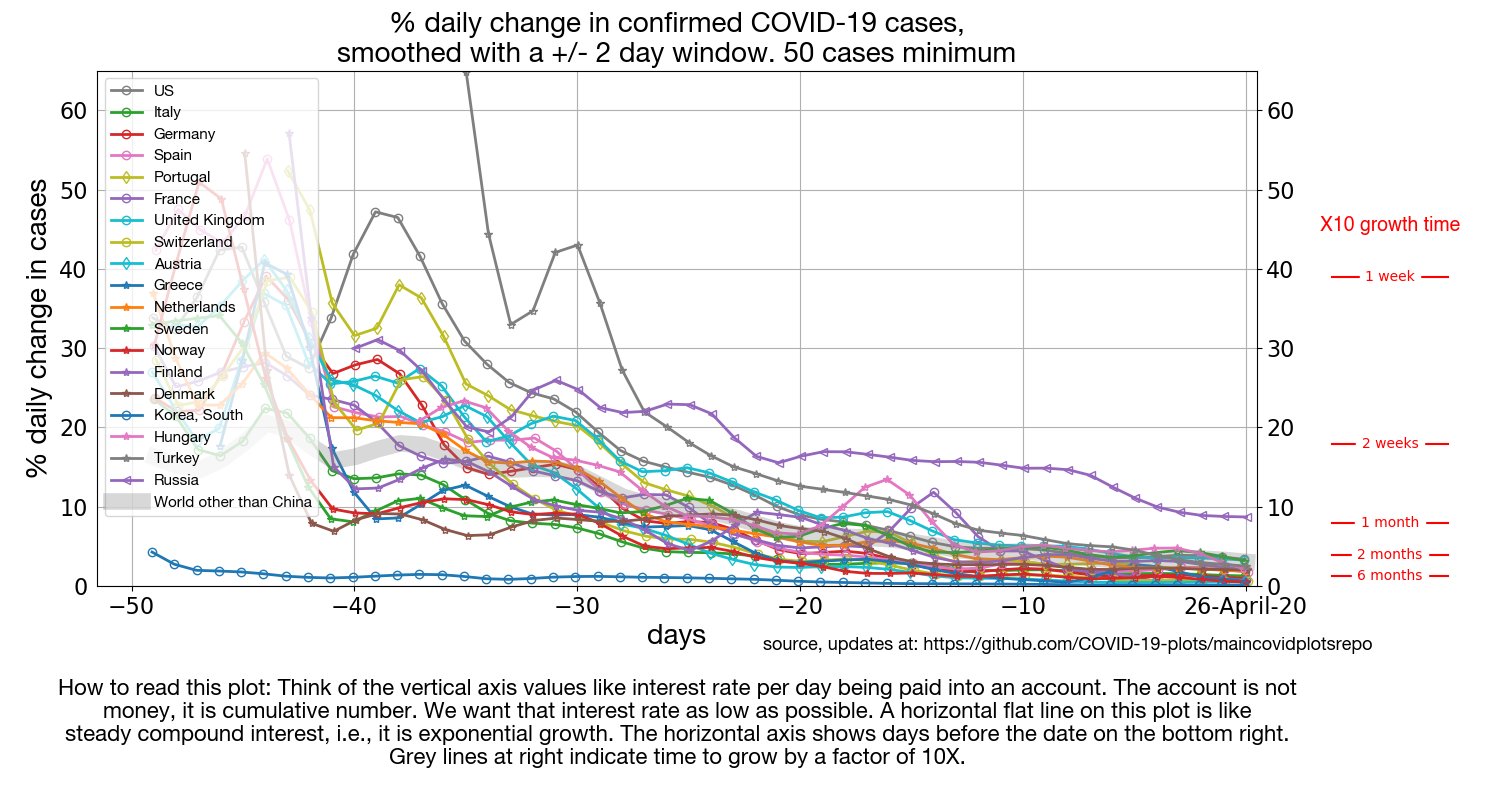 % daily change in confirmed COVID-19 cases,
smoothed with a +/- 2 day window. 50 cases minimum
% daily change in cases
60
50
40
30
20
10
0
US
Italy
Germany
Spain
Portugal
France
United Kingdom
Switzerland
Austria
Greece
Netherlands
Sweden
Norway
Finland
Denmark
Korea, South
Hungary
Turkey
Russia
World other than China
60
50
40
30
20
10
0
X10 growth time
1 week
2 weeks
1 month
2 months
6 months
−50
−40
−30
−20
−10
26-April-20
days
source, updates at: https://github.com/COVID-19-plots/maincovidplotsrepo
How to read this plot: Think of the vertical axis values like interest rate per day being paid into an account. The account is not
money, it is cumulative number. We want that interest rate as low as possible. A horizontal flat line on this plot is like
steady compound interest, i.e., it is exponential growth. The horizontal axis shows days before the date on the bottom right.
Grey lines at right indicate time to grow by a factor of 10X.